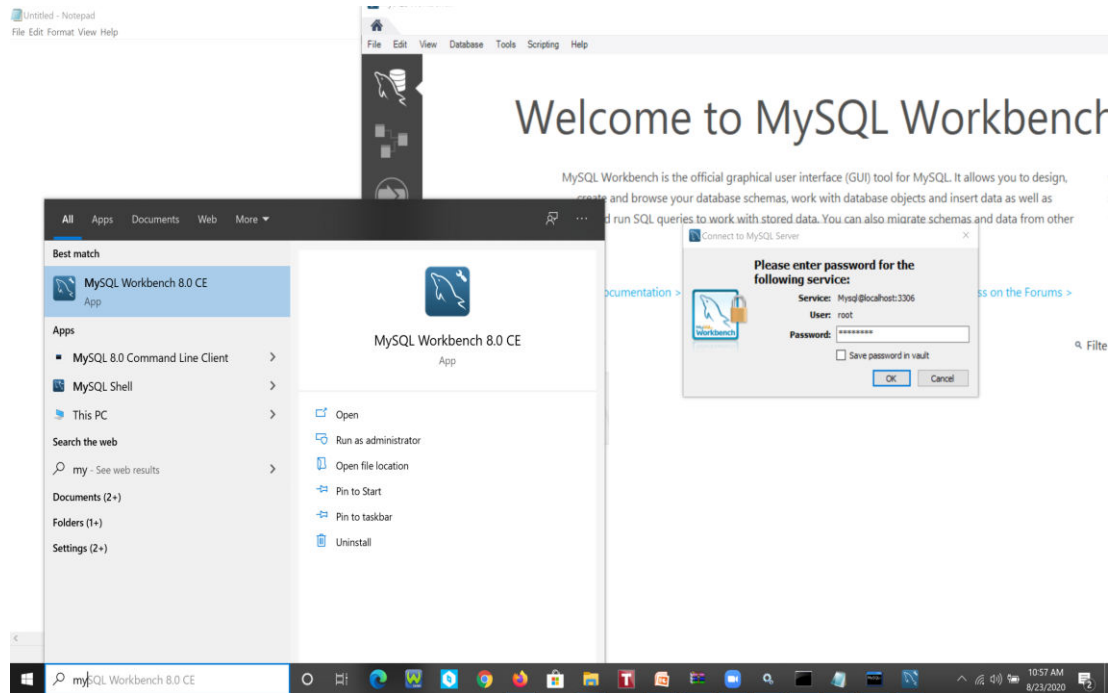 Untitled - Notepad
File Edit Format View Help
File Edit View Database Tools Scripting Help
Welcome to MySQL Workbench
MySQL Workbench is the official graphical user interface (GUI) tool for MySQL. It allows you to design,
create and browse your database schemas, work with database objects and insert data as well as
d run SQL queries to work with stored data. You can also migrate schemas and data from other
ocumentation >
ss on the Forums >
Filte
Connect to MySQL Server
Please enter password for the
following service:
Service: Mysql@localhost:3306
User: root
Password: ********
Save password in vault
OK Cancel
All Apps Documents Web More
Best match
MySQL Workbench 8.0 CE
App
Apps
MySQL 8.0 Command Line Client
MySQL Shell
This PC
Search the web
my - See web results
Documents (2+)
Folders (1+)
Settings (2+)
MySQL Workbench 8.0 CE
App
Open
Run as administrator
Open file location
Pin to Start
Pin to taskbar
Uninstall
mySQL Workbench 8.0 CE
10:57 AM
8/23/2020
2